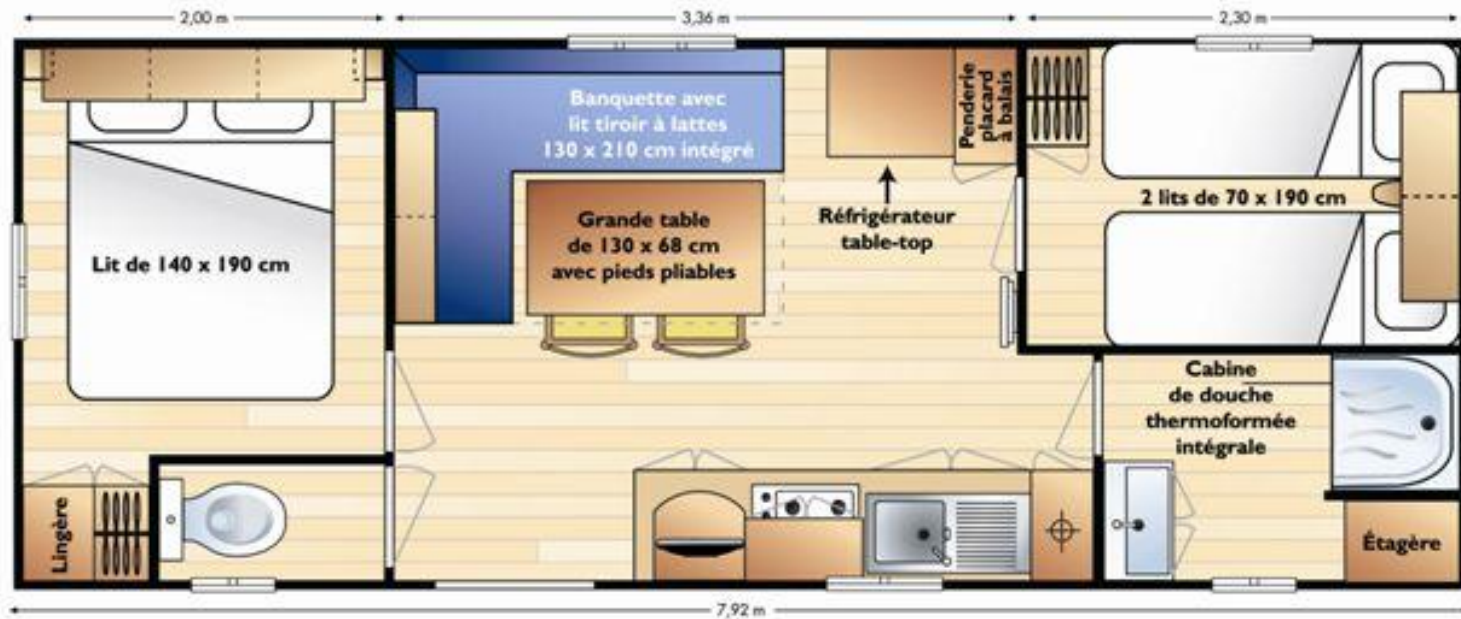 2,00 m
3,36 m
2,30 m
Banquette avec
lit tiroir à lattes
130 x 210 cm intégré
Penderie
placard
à balais
2 lits de 70 x 190 cm
Grande table
de 130 x 68 cm
avec pieds pliables
Réfrigérateur
table-top
Lit de 140 x 190 cm
Cabine
de douche
thermoformée
intégrale
Lingère
Étagère
7,92 m